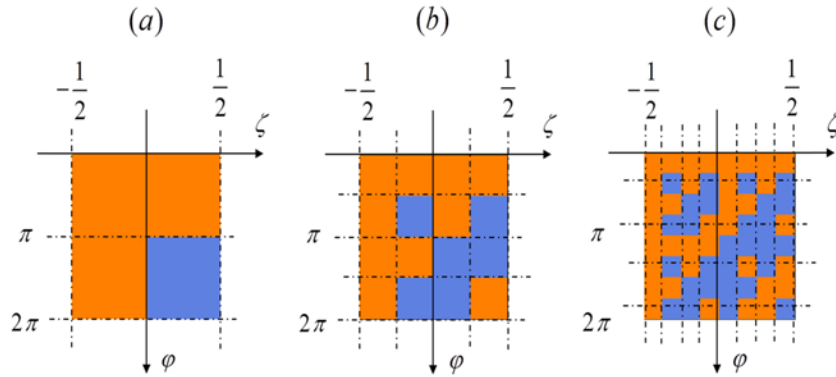 (a) (b) (c)
-1/2 1/2 -1/2 1/2 -1/2 1/2
ζ ζ ζ
π π π
2π 2π 2π
φ φ φ